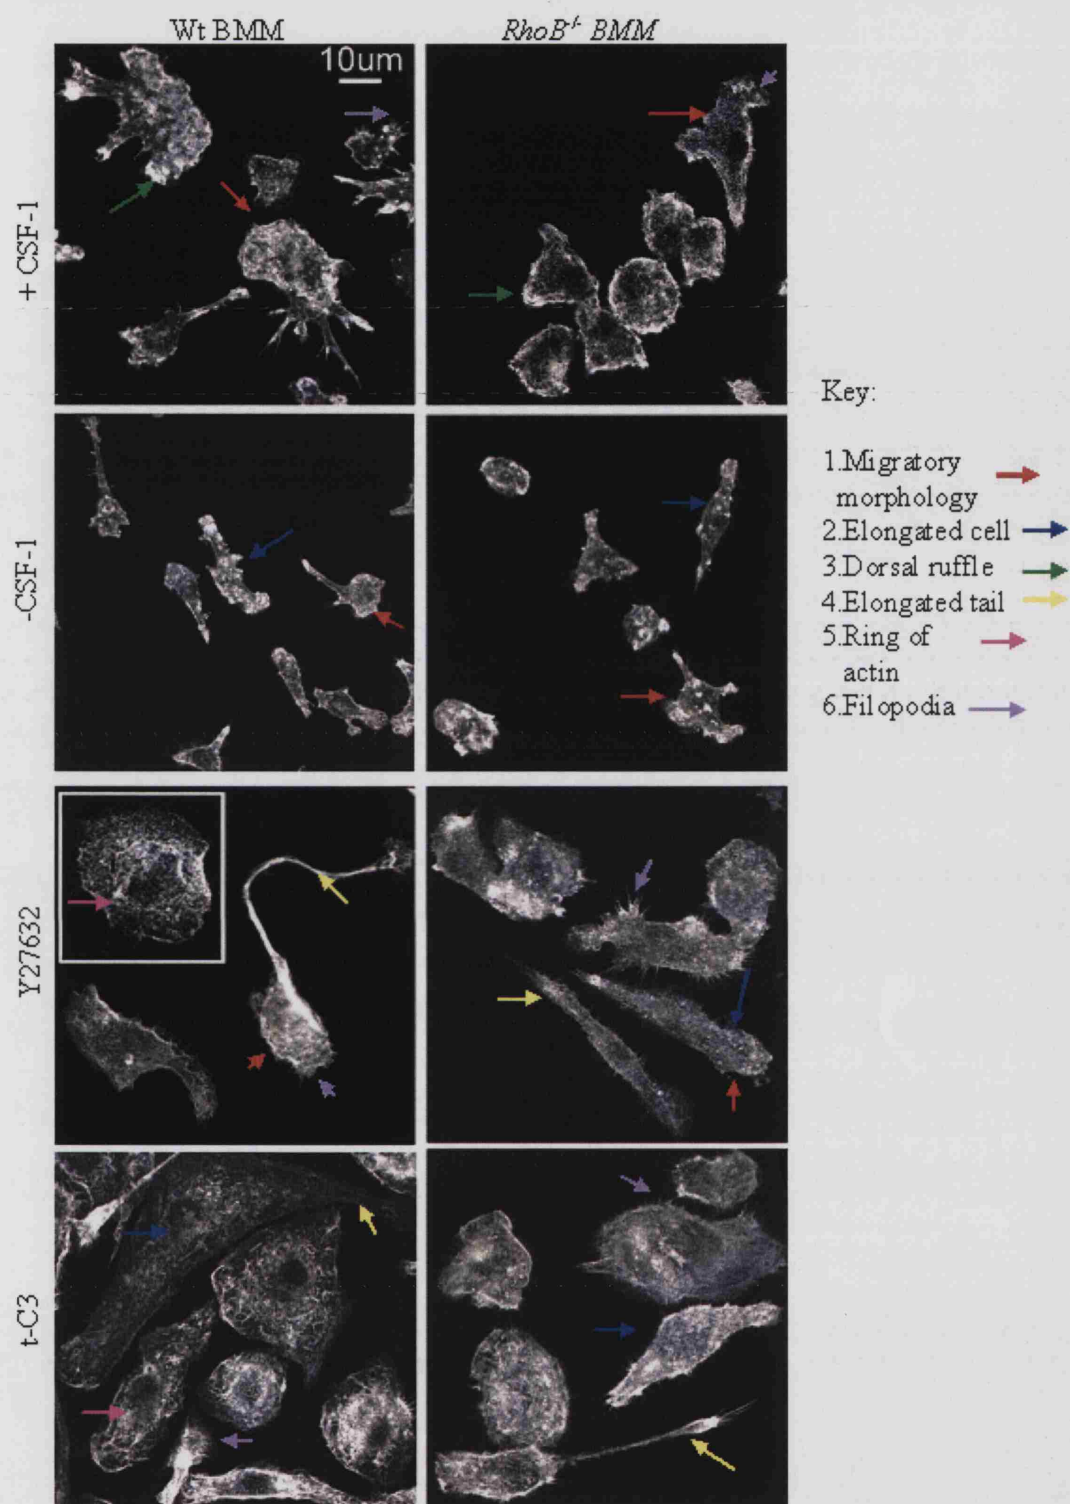 Wt BMM
RhoB-/- BMM
10um
+ CSF-1
-CSF-1
Y27632
t-C3
Key:
1.Migratory
morphology
2.Elongated cell
3.Dorsal ruffle
4.Elongated tail
5.Ring of
actin
6.Filopodia